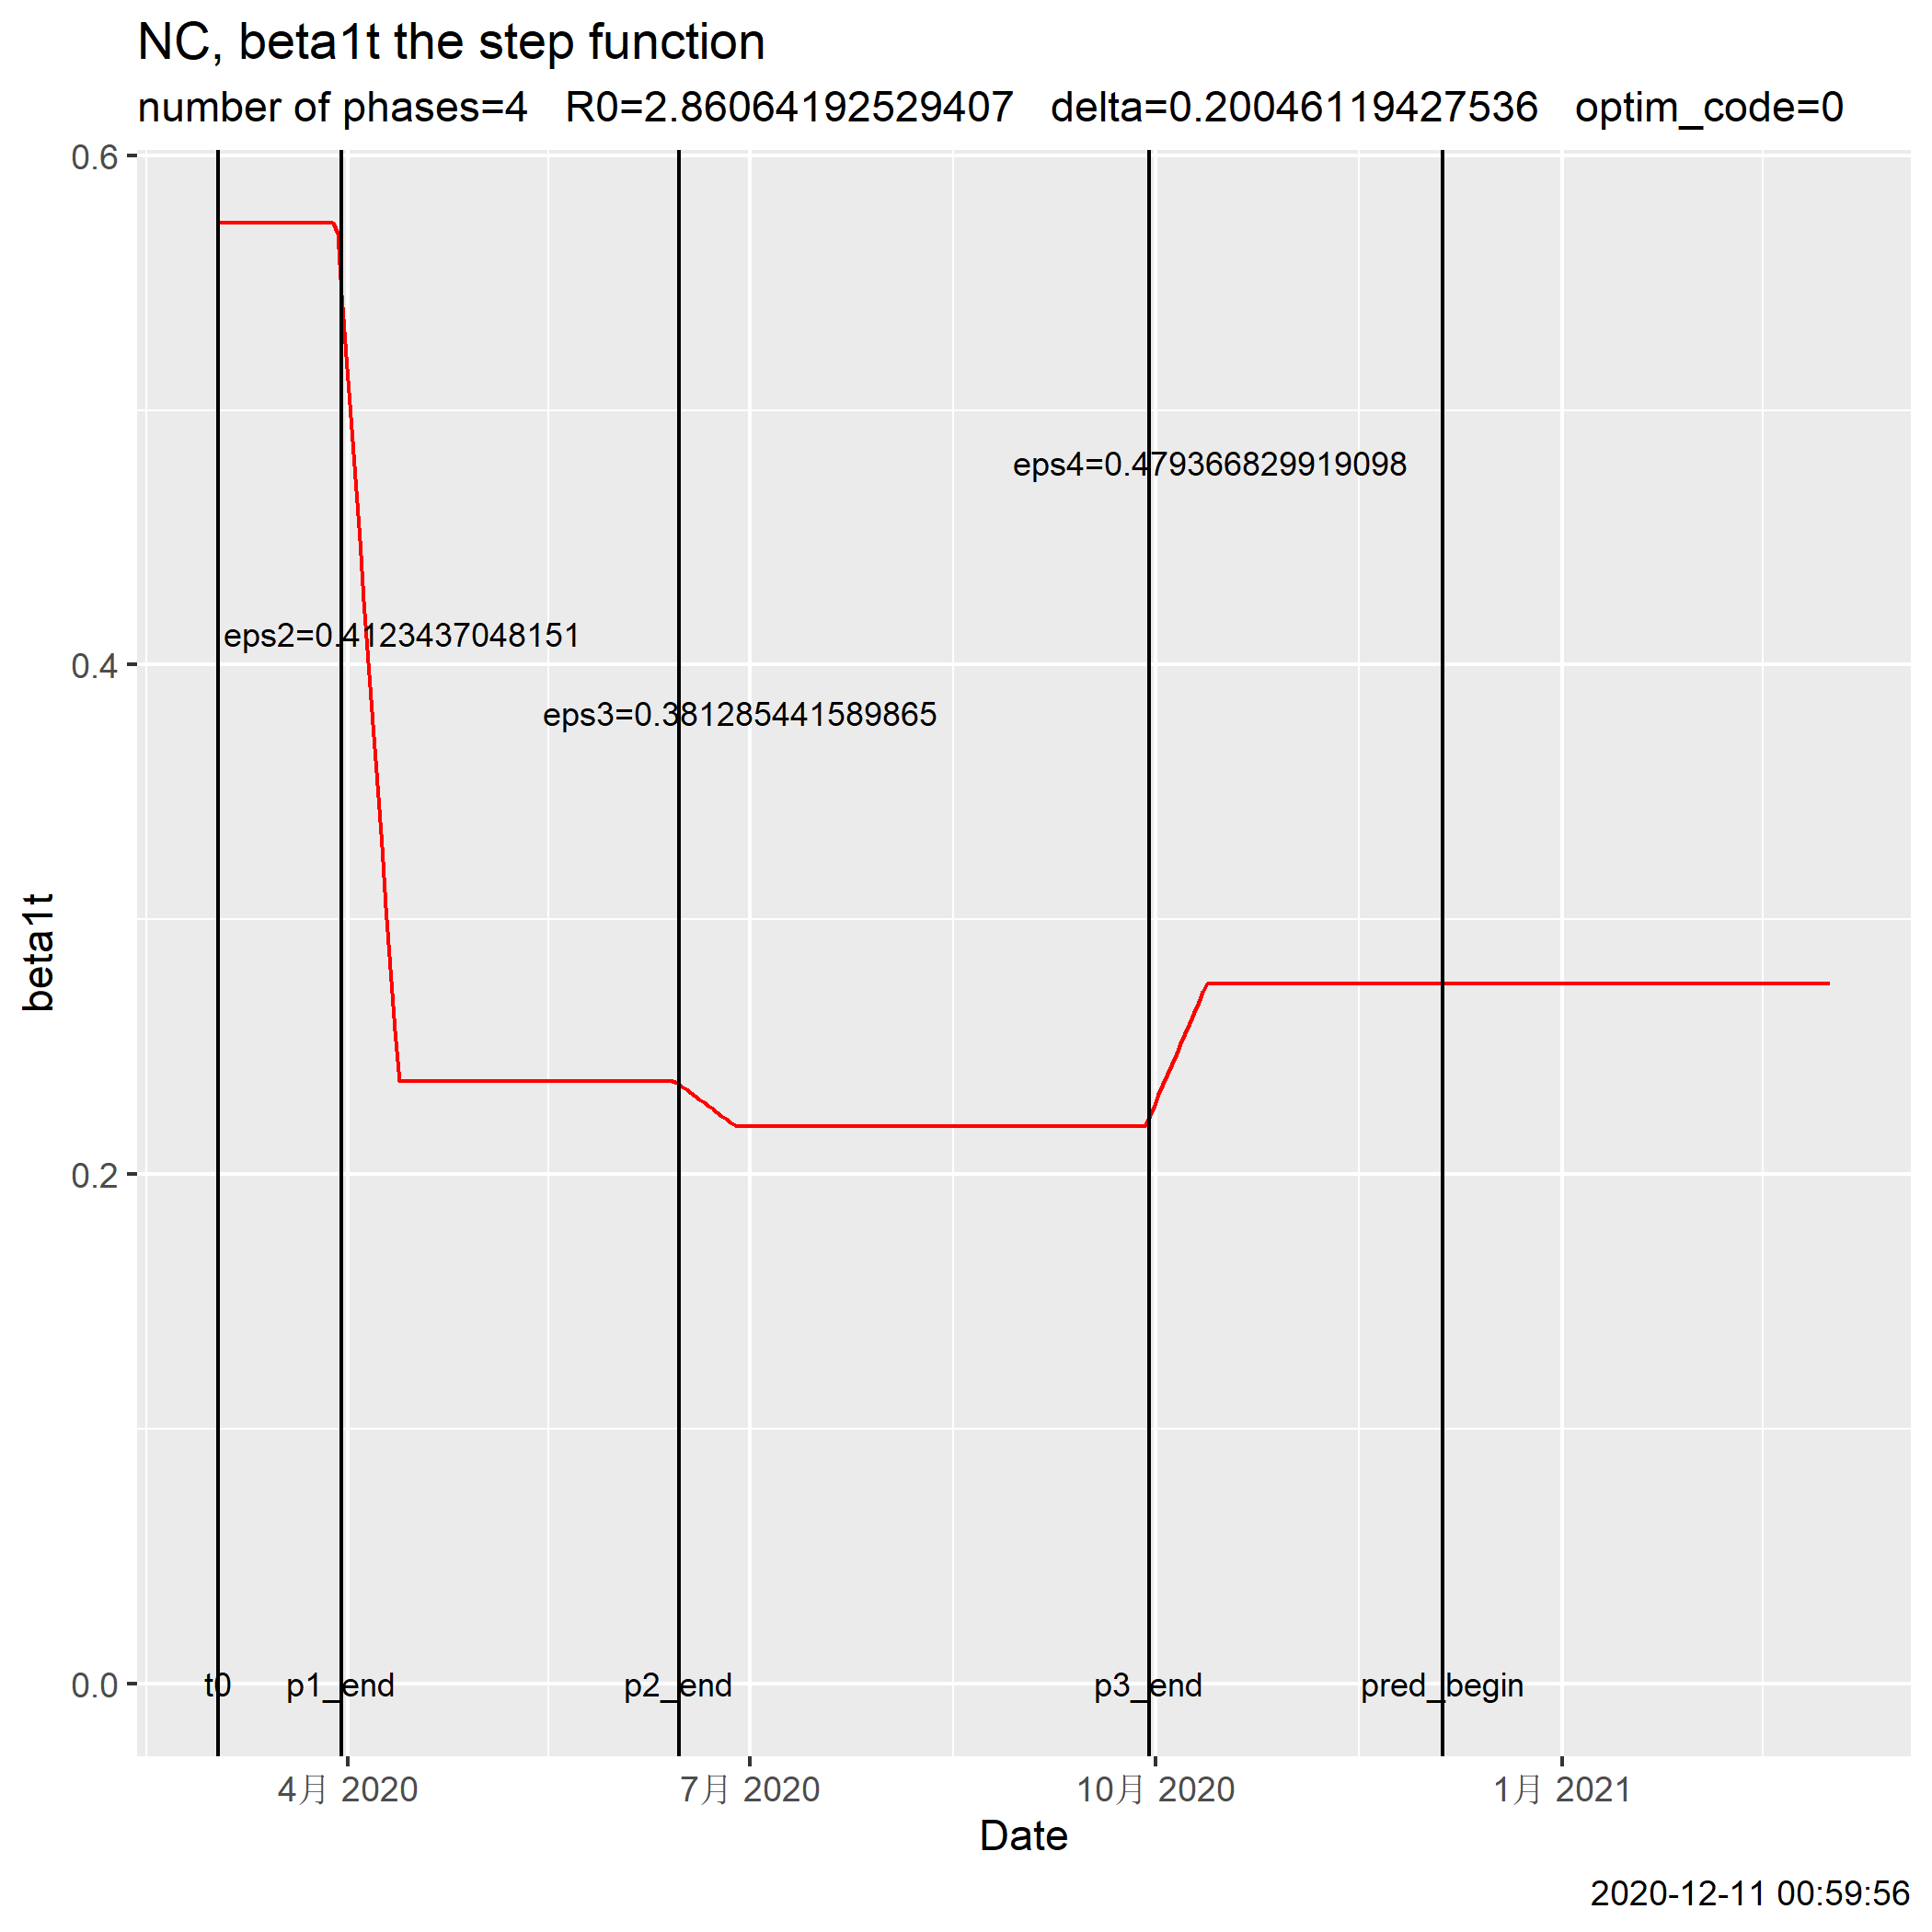 NC, beta1t the step function
number of phases=4 R0=2.86064192529407 delta=0.20046119427536 optim_code=0
0.6
eps4=0.479366829919098
eps2=0.4123437048151
0.4
eps3=0.381285441589865
beta1t
0.2
0.0
t0 p1_end p2_end p3_end pred_begin
4月 2020 7月 2020 10月 2020 1月 2021
Date
2020-12-11 00:59:56